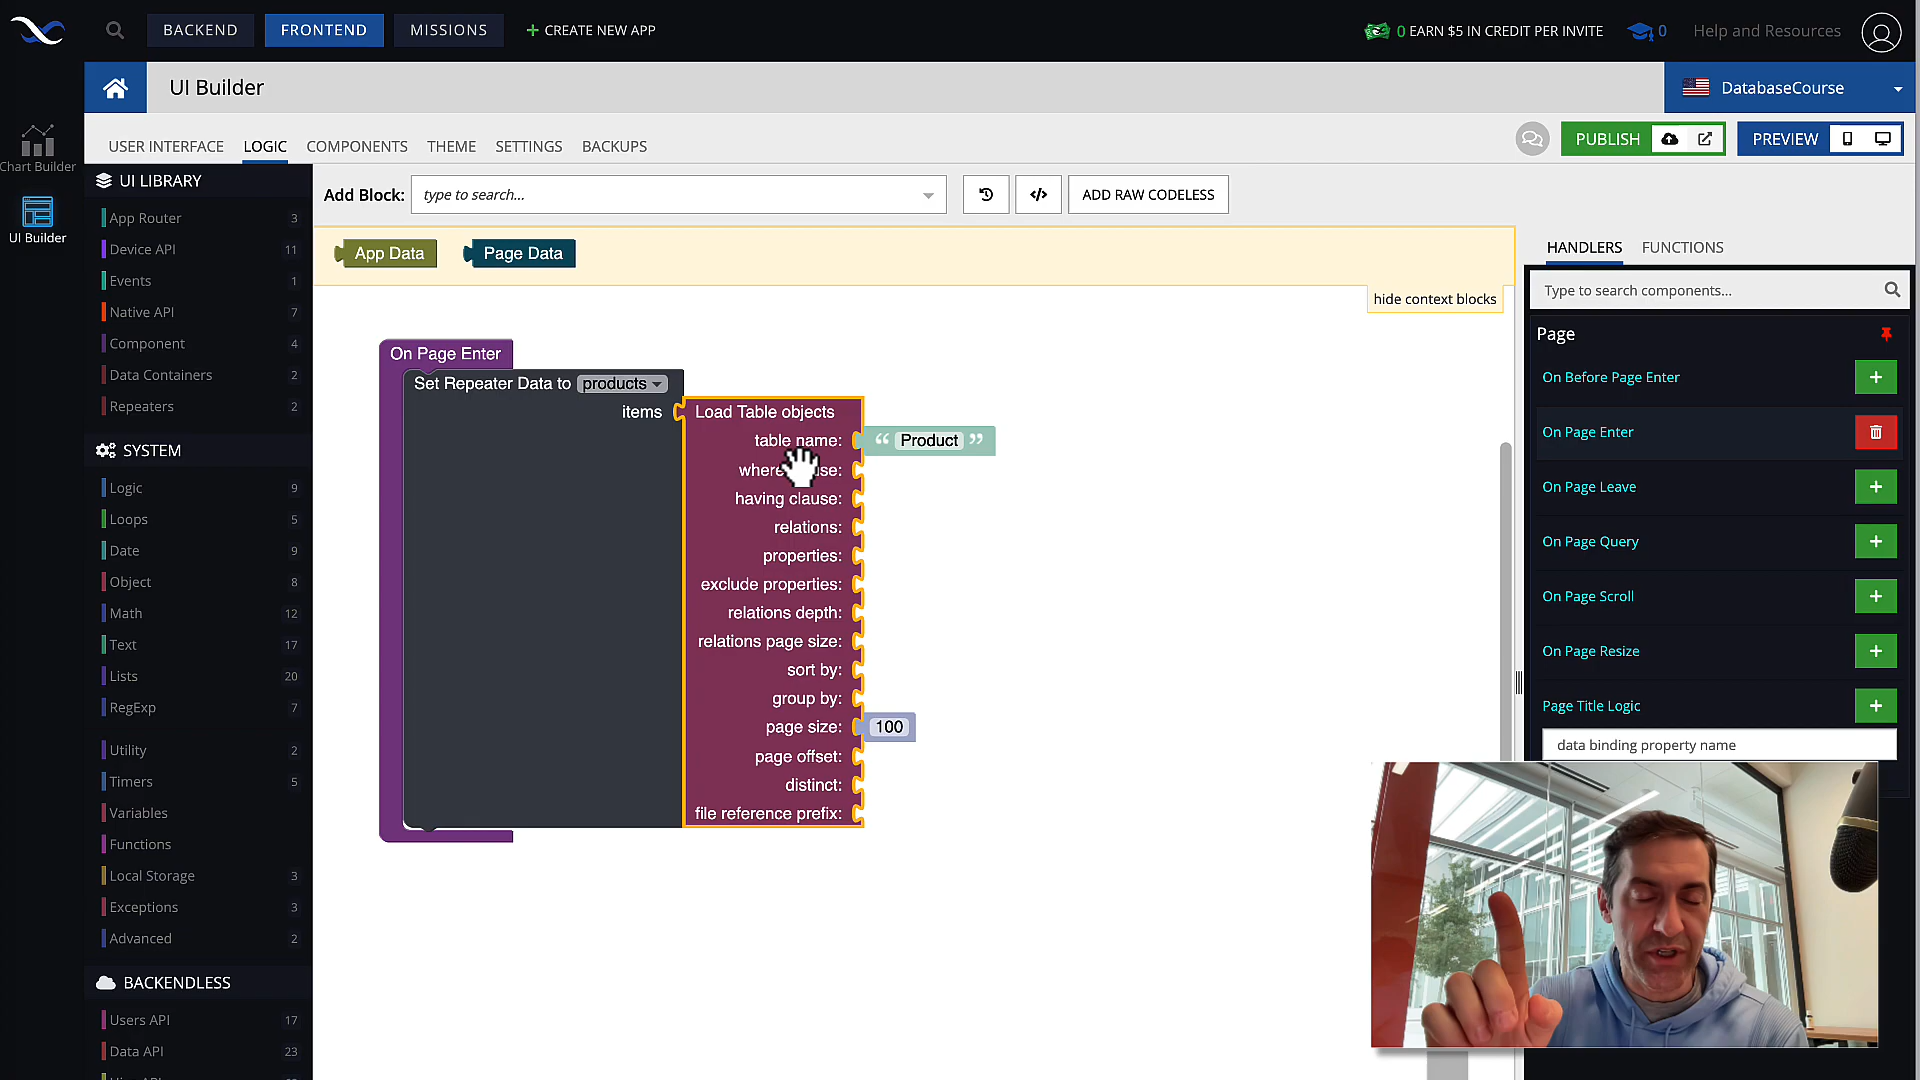 BACKEND
FRONTEND
MISSIONS
+ CREATE NEW APP
0 EARN $5 IN CREDIT PER INVITE
0
Help and Resources
UI Builder
DatabaseCourse
Chart Builder
UI Builder
USER INTERFACE
LOGIC
COMPONENTS
THEME
SETTINGS
BACKUPS
PUBLISH
PREVIEW
UI LIBRARY
App Router 3
Device API 11
Events 1
Native API 7
Component 4
Data Containers 2
Repeaters 2
SYSTEM
Logic 9
Loops 5
Date 9
Object 8
Math 12
Text 17
Lists 20
RegExp 7
Utility 2
Timers 5
Variables
Functions
Local Storage 3
Exceptions 3
Advanced 2
BACKENDLESS
Users API 17
Data API 23
Add Block:
type to search...
</>
ADD RAW CODELESS
App Data
Page Data
hide context blocks
On Page Enter
Set Repeater Data to products
items
Load Table objects
table name: “ Product ”
where
having clause:
relations:
properties:
exclude properties:
relations depth:
relations page size:
sort by:
group by:
page size: 100
page offset:
distinct:
file reference prefix:
HANDLERS
FUNCTIONS
Type to search components...
Page
On Before Page Enter
On Page Enter
On Page Leave
On Page Query
On Page Scroll
On Page Resize
Page Title Logic
data binding property name